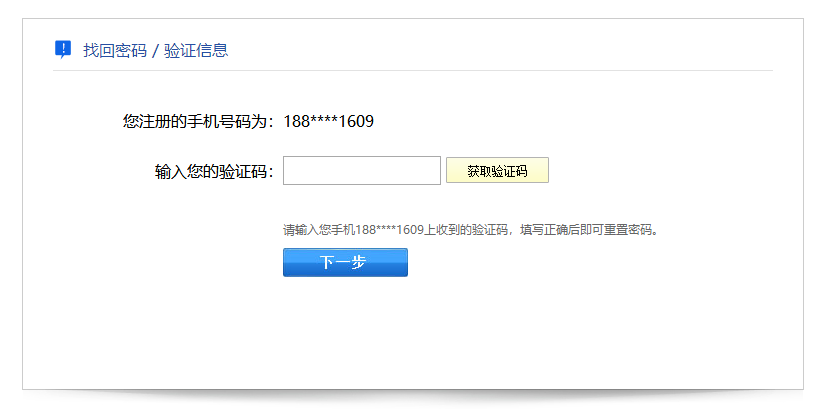 找回密码 / 验证信息
您注册的手机号码为：188****1609
输入您的验证码： 获取验证码
请输入您手机188****1609上收到的验证码，填写正确后即可重置密码。
下一步